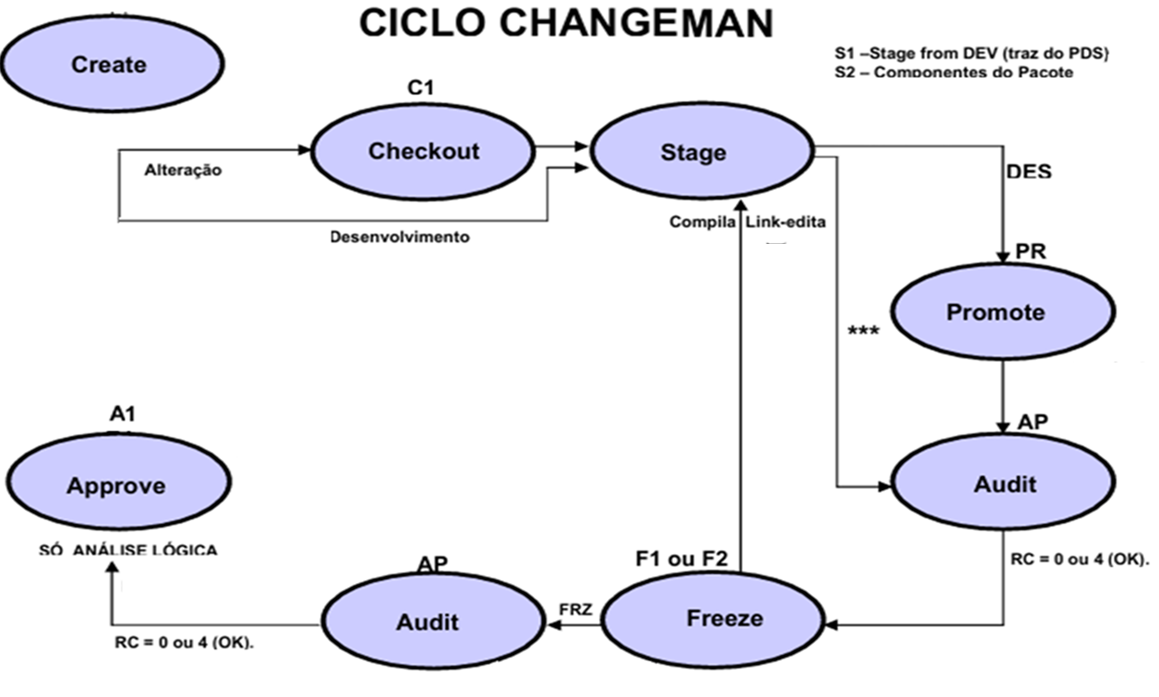 CICLO CHANGEMAN
S1 –Stage from DEV (traz do PDS)
S2 – Componentes do Pacote
Create
C1
Checkout
Stage
Alteração
Desenvolvimento
Compila Link-edita
DES
PR
Promote
***
AP
Audit
RC = 0 ou 4 (OK).
A1
Approve
SÓ ANÁLISE LÓGICA
RC = 0 ou 4 (OK).
AP
Audit
FRZ
F1 ou F2
Freeze